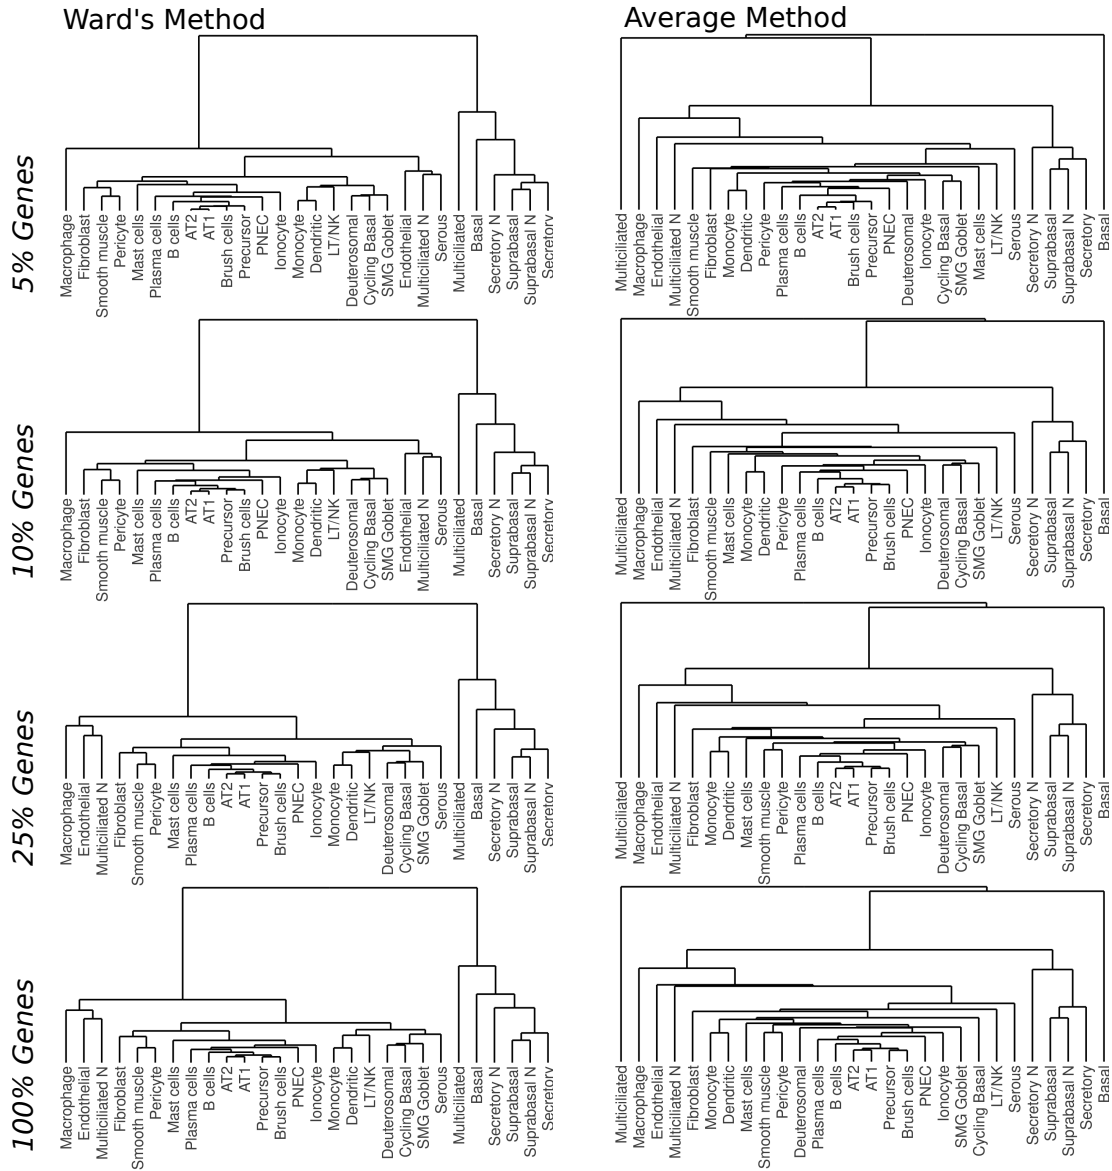 Ward's Method
Average Method
5% Genes
Macrophage
Fibroblast
Smooth muscle
Pericyte
Mast cells
Plasma cells
B cells
AT2
AT1
Brush cells
Precursor
PNEC
Ionocyte
Monocyte
Dendritic
LT/NK
Deuterosomal
Cycling Basal
SMG Goblet
Endothelial
Multiciliated N
Serous
Multiciliated
Basal
Secretory N
Suprabasal
Suprabasal N
Secretory
Multiciliated
Macrophage
Endothelial
Multiciliated N
Smooth muscle
Fibroblast
Monocyte
Dendritic
Pericyte
Plasma cells
B cells
AT2
AT1
Brush cells
Precursor
PNEC
Deuterosomal
Ionocyte
Cycling Basal
SMG Goblet
Mast cells
LT/NK
Serous
Secretory N
Suprabasal
Suprabasal N
Secretory
Basal
10% Genes
Macrophage
Fibroblast
Smooth muscle
Pericyte
Mast cells
Plasma cells
B cells
AT2
AT1
Precursor
Brush cells
PNEC
Ionocyte
Monocyte
Dendritic
LT/NK
Deuterosomal
Cycling Basal
SMG Goblet
Endothelial
Multiciliated N
Serous
Multiciliated
Basal
Secretory N
Suprabasal
Suprabasal N
Secretory
Multiciliated
Macrophage
Endothelial
Multiciliated N
Fibroblast
Smooth muscle
Mast cells
Monocyte
Dendritic
Pericyte
Plasma cells
B cells
AT2
AT1
Precursor
Brush cells
PNEC
Ionocyte
Deuterosomal
Cycling Basal
SMG Goblet
LT/NK
Serous
Secretory N
Suprabasal
Suprabasal N
Secretory
Basal
25% Genes
Macrophage
Endothelial
Multiciliated N
Fibroblast
Smooth muscle
Pericyte
Mast cells
Plasma cells
B cells
AT2
AT1
Precursor
Brush cells
PNEC
Ionocyte
Monocyte
Dendritic
LT/NK
Deuterosomal
Cycling Basal
SMG Goblet
Serous
Multiciliated
Basal
Secretory N
Suprabasal
Suprabasal N
Secretory
Multiciliated
Macrophage
Endothelial
Multiciliated N
Fibroblast
Monocyte
Dendritic
Mast cells
Smooth muscle
Pericyte
Plasma cells
B cells
AT2
AT1
Precursor
Brush cells
PNEC
Ionocyte
Deuterosomal
Cycling Basal
SMG Goblet
LT/NK
Serous
Secretory N
Suprabasal
Suprabasal N
Secretory
Basal
100% Genes
Macrophage
Endothelial
Multiciliated N
Fibroblast
Smooth muscle
Pericyte
Mast cells
Plasma cells
B cells
AT2
AT1
Precursor
Brush cells
PNEC
Ionocyte
Monocyte
Dendritic
LT/NK
Deuterosomal
Cycling Basal
SMG Goblet
Serous
Multiciliated
Basal
Secretory N
Suprabasal
Suprabasal N
Secretory
Multiciliated
Macrophage
Endothelial
Multiciliated N
Fibroblast
Monocyte
Dendritic
Mast cells
Smooth muscle
Pericyte
Deuterosomal
Plasma cells
B cells
AT2
AT1
Precursor
Brush cells
PNEC
Ionocyte
SMG Goblet
Cycling Basal
LT/NK
Serous
Secretory N
Suprabasal
Suprabasal N
Secretory
Basal